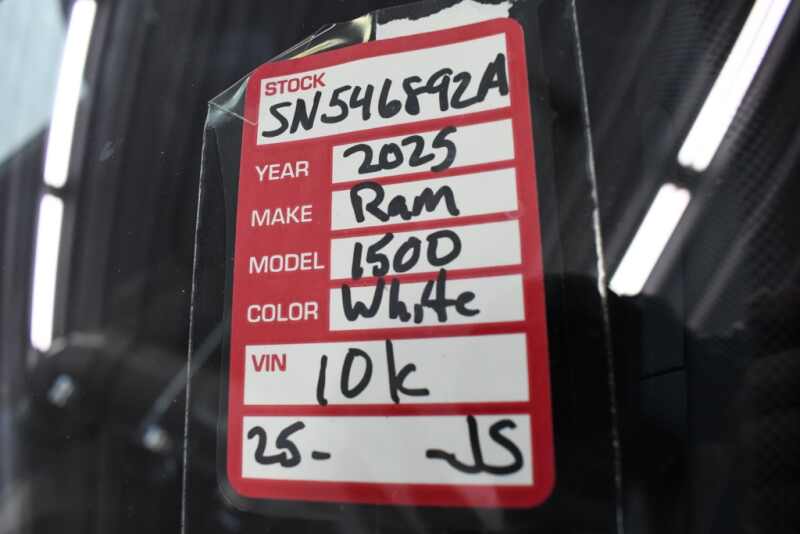 STOCK
SN546892A
YEAR 2025
MAKE Ram
MODEL 1500
COLOR White
VIN 10k
25- -JS